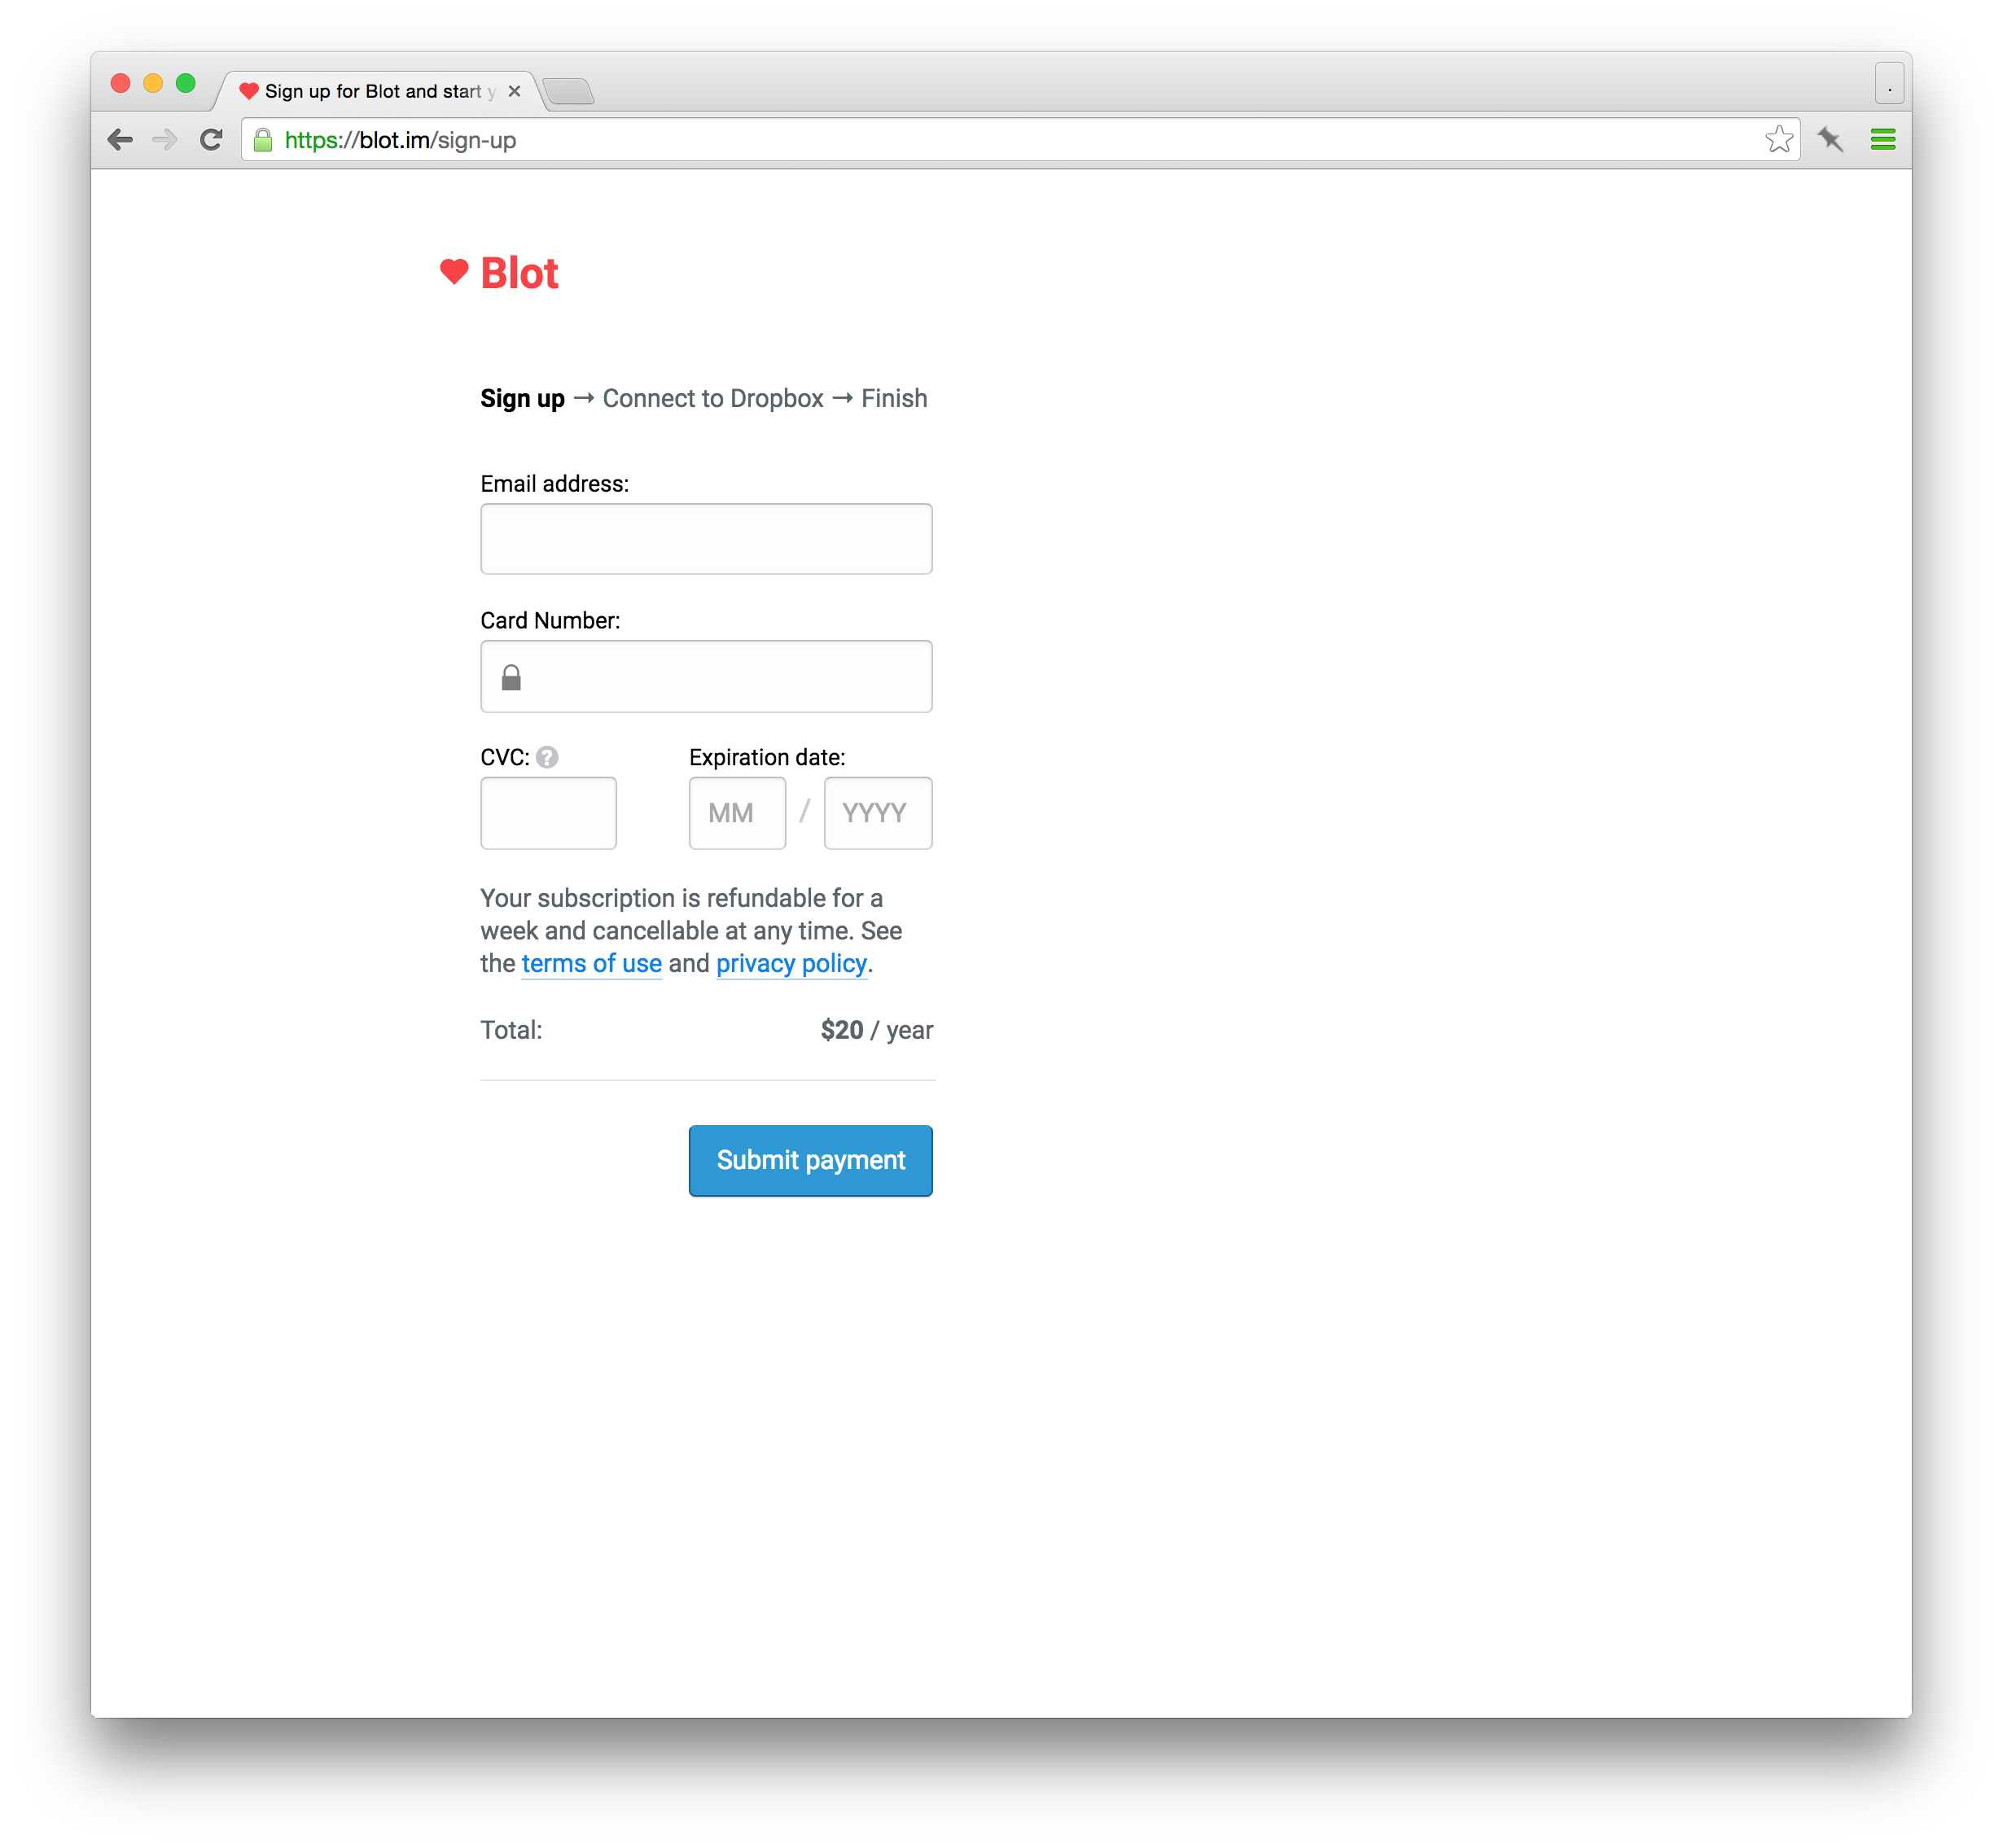 Sign up for Blot and start y
https://blot.im/sign-up
Blot
Sign up → Connect to Dropbox → Finish
Email address:
Card Number:
CVC: ?
Expiration date:
MM / YYYY
Your subscription is refundable for a
week and cancellable at any time. See
the terms of use and privacy policy.
Total: $20 / year
Submit payment